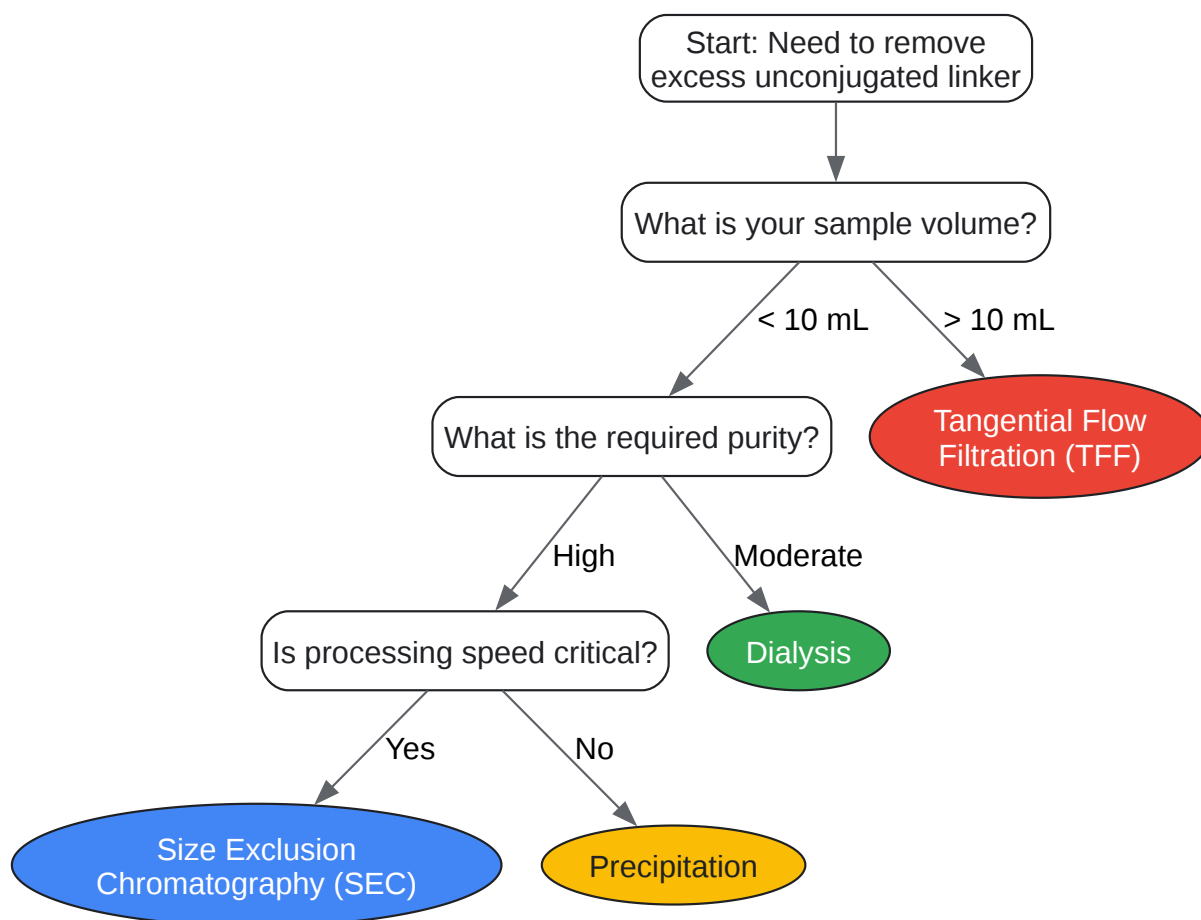 Start: Need to remove
excess unconjugated linker
What is your sample volume?
< 10 mL
> 10 mL
What is the required purity?
Tangential Flow
Filtration (TFF)
High
Moderate
Is processing speed critical?
Dialysis
Yes
No
Size Exclusion
Chromatography (SEC)
Precipitation